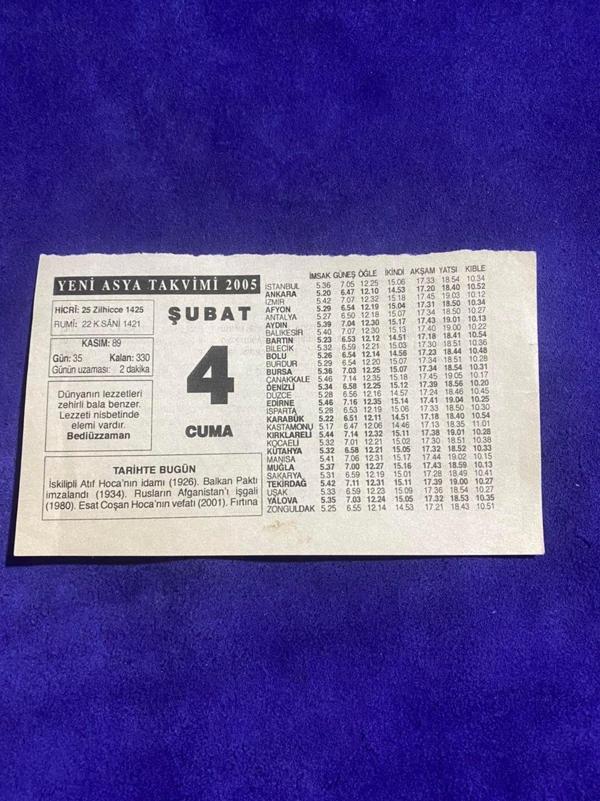 YENİ ASYA TAKVİMİ 2005
HİCRİ: 25 Zilhicce 1425
RUMİ: 22 K.SÂNİ 1421
KASIM: 89
Gün: 35 Kalan: 330
Günün uzaması: 2 dakika
Dünyanın lezzetleri
zehirli bala benzer.
Lezzeti nisbetinde
elemi vardır.
Bediüzzaman
ŞUBAT
4
CUMA
TARİHTE BUGÜN
İskilipli Atıf Hoca'nın idamı (1926). Balkan Paktı
imzalandı (1934). Rusların Afganistan'ı işgali
(1980). Esat Coşan Hoca'nın vefatı (2001). Fırtına
İMSAK GÜNEŞ ÖĞLE İKİNDİ AKŞAM YATSI KIBLE
İSTANBUL 5.36 7.05 12.25 15.06 17.33 18.54 10.34
ANKARA 5.20 6.47 12.10 14.53 17.20 18.40 10.52
İZMİR 5.42 7.07 12.32 15.18 17.45 19.03 10.12
AFYON 5.29 6.54 12.19 15.04 17.31 18.50 10.34
ANTALYA 5.27 6.50 12.18 15.07 17.34 18.50 10.27
AYDIN 5.39 7.04 12.30 15.17 17.43 19.01 10.13
BALIKESİR 5.40 7.07 12.30 15.13 17.40 19.00 10.22
BARTIN 5.23 6.53 12.12 14.51 17.18 18.41 10.54
BİLECİK 5.32 6.59 12.21 15.03 17.30 18.51 10.36
BOLU 5.26 6.54 12.14 14.56 17.23 18.44 10.48
BURDUR 5.29 6.54 12.20 15.07 17.34 18.51 10.28
BURSA 5.36 7.03 12.25 15.07 17.34 18.54 10.31
ÇANAKKALE 5.46 7.14 12.35 15.18 17.45 19.05 10.17
DENİZLİ 5.34 6.58 12.25 15.12 17.39 18.56 10.20
DÜZCE 5.28 6.56 12.16 14.57 17.24 18.46 10.45
EDİRNE 5.46 7.16 12.35 15.14 17.41 19.04 10.25
ISPARTA 5.28 6.53 12.19 15.06 17.33 18.50 10.30
KARABÜK 5.22 6.51 12.11 14.51 17.18 18.40 10.54
KASTAMONU 5.17 6.47 12.06 14.46 17.13 18.35 11.01
KIRKLARELİ 5.44 7.14 12.32 15.11 17.38 19.01 10.28
KOCAELİ 5.32 7.01 12.21 15.02 17.30 18.51 10.38
KÜTAHYA 5.32 6.58 12.21 15.05 17.32 18.52 10.33
MANİSA 5.41 7.06 12.31 15.17 17.44 19.02 10.15
MUĞLA 5.37 7.00 12.27 15.16 17.43 18.59 10.13
SAKARYA 5.31 6.59 12.19 15.01 17.28 18.49 10.41
TEKİRDAĞ 5.42 7.11 12.31 15.11 17.39 19.00 10.27
UŞAK 5.33 6.59 12.23 15.09 17.36 18.54 10.27
YALOVA 5.35 7.03 12.24 15.05 17.32 18.53 10.35
ZONGULDAK 5.25 6.55 12.14 14.53 17.21 18.43 10.51